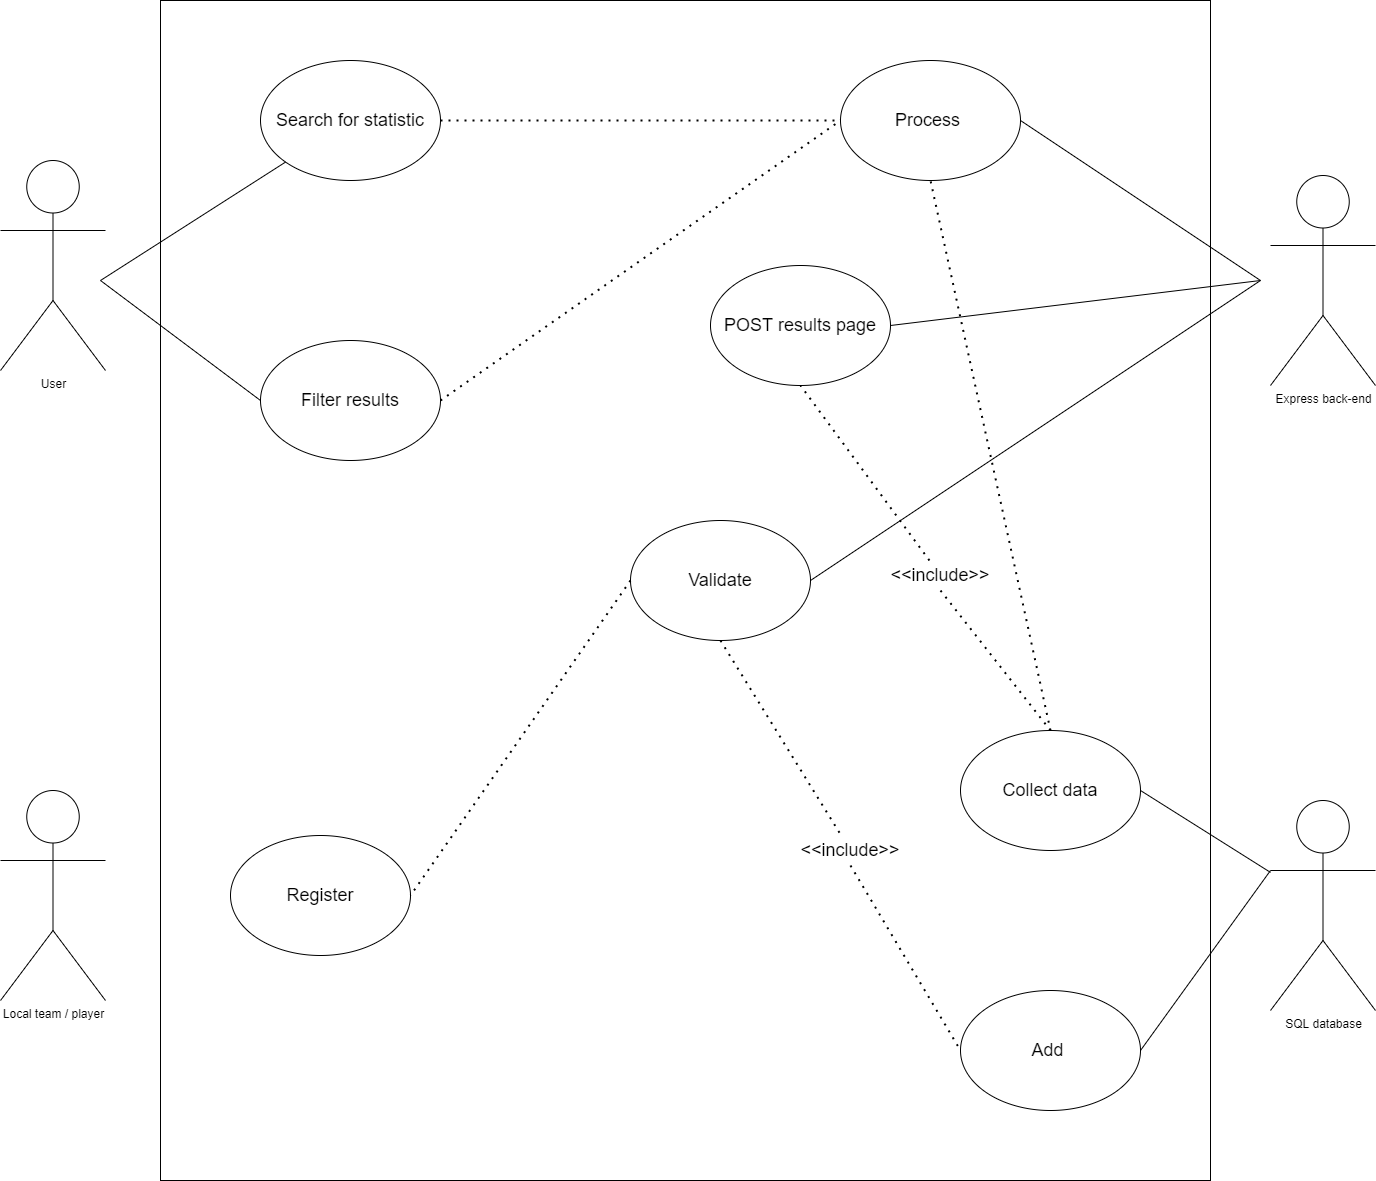 Search for statistic
Process
POST results page
User
Express back-end
Filter results
<<include>>
Validate
Collect data
<<include>>
Register
Local team / player
SQL database
Add